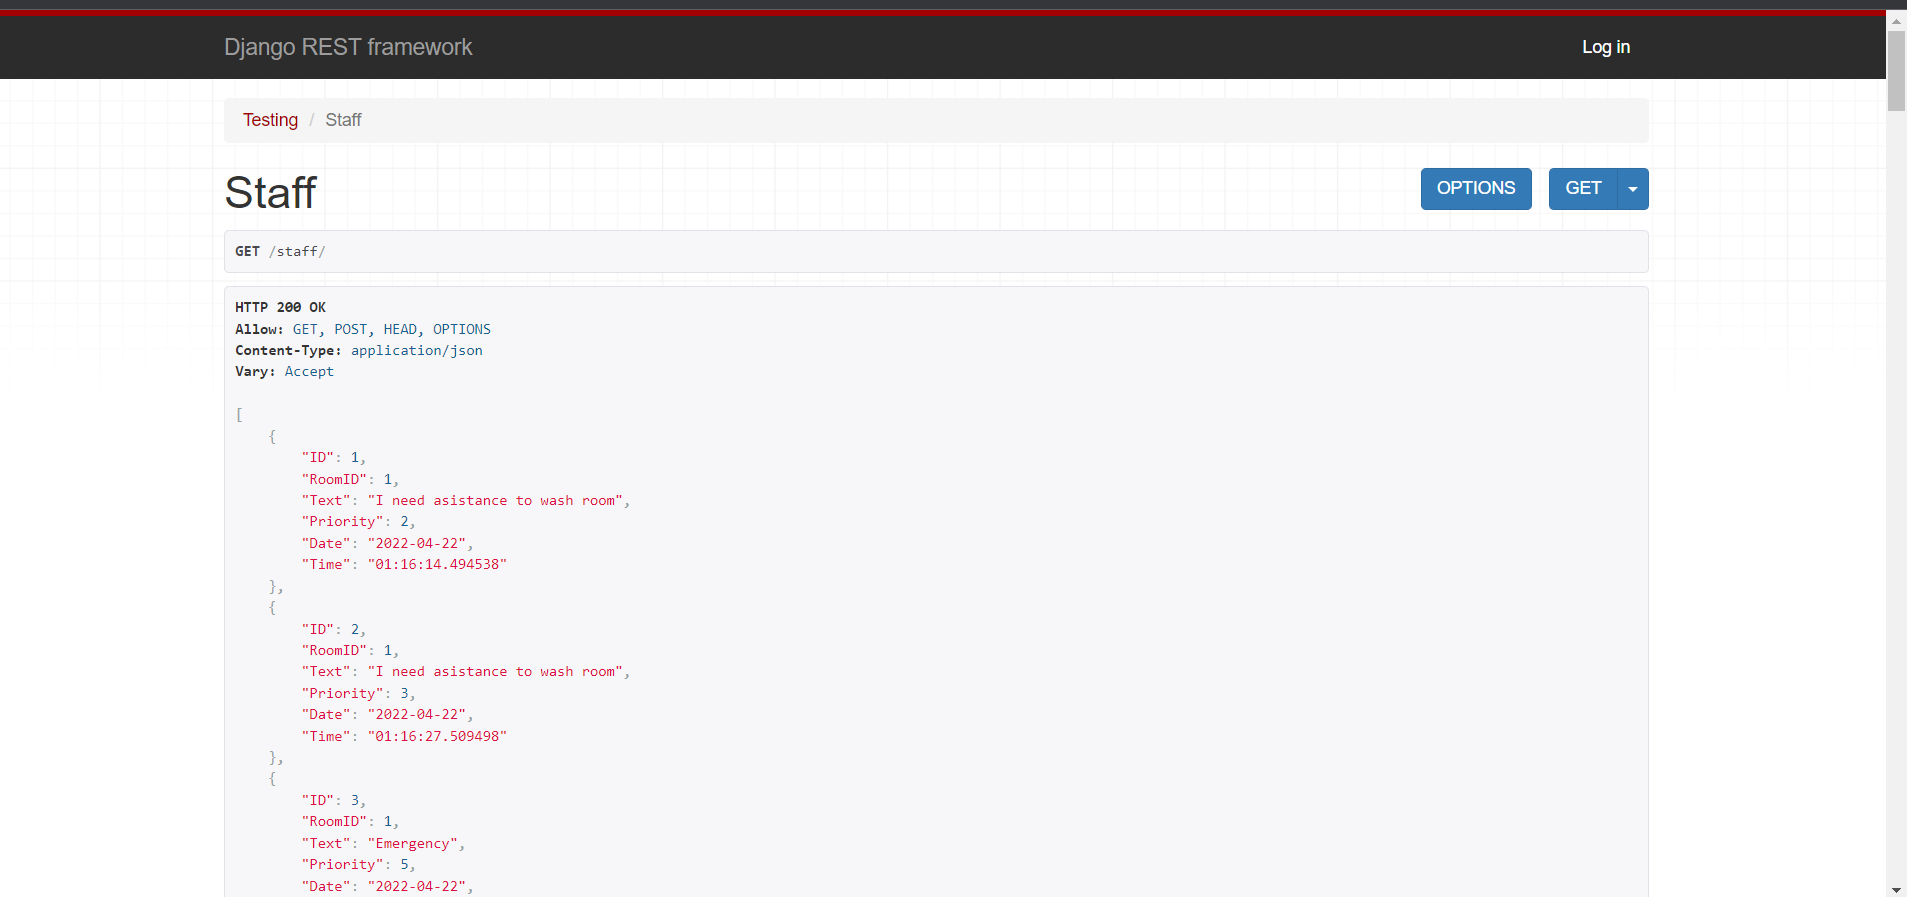 Django REST framework
Log in
Testing / Staff
Staff
OPTIONS
GET
GET /staff/
HTTP 200 OK
Allow: GET, POST, HEAD, OPTIONS
Content-Type: application/json
Vary: Accept
[
{
"ID": 1,
"RoomID": 1,
"Text": "I need asistance to wash room",
"Priority": 2,
"Date": "2022-04-22",
"Time": "01:16:14.494538"
},
{
"ID": 2,
"RoomID": 1,
"Text": "I need asistance to wash room",
"Priority": 3,
"Date": "2022-04-22",
"Time": "01:16:27.509498"
},
{
"ID": 3,
"RoomID": 1,
"Text": "Emergency",
"Priority": 5,
"Date": "2022-04-22",